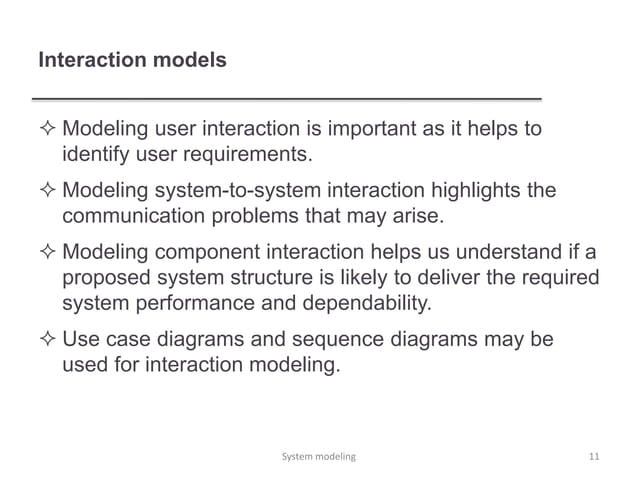 Interaction models
✧ Modeling user interaction is important as it helps to
identify user requirements.
✧ Modeling system-to-system interaction highlights the
communication problems that may arise.
✧ Modeling component interaction helps us understand if a
proposed system structure is likely to deliver the required
system performance and dependability.
✧ Use case diagrams and sequence diagrams may be
used for interaction modeling.
System modeling
11